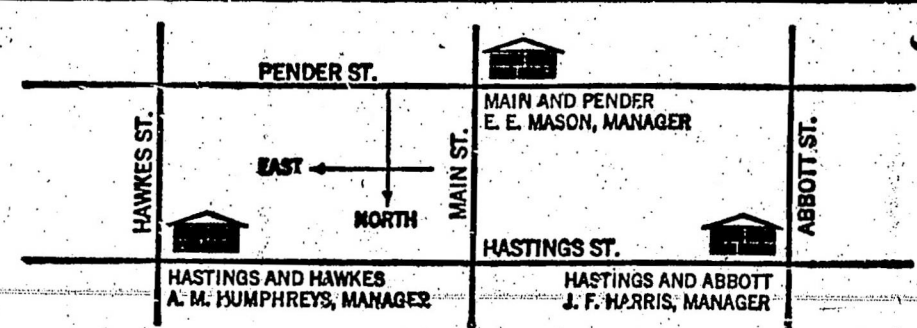 PENDER ST.
MAIN AND PENDER
E. E. MASON, MANAGER
HAWKES ST.
EAST
NORTH
MAIN ST.
ABBOTT ST.
HASTINGS ST.
HASTINGS AND HAWKES
A. M. HUMPHREYS, MANAGER
HASTINGS AND ABBOTT
J. F. HARRIS, MANAGER